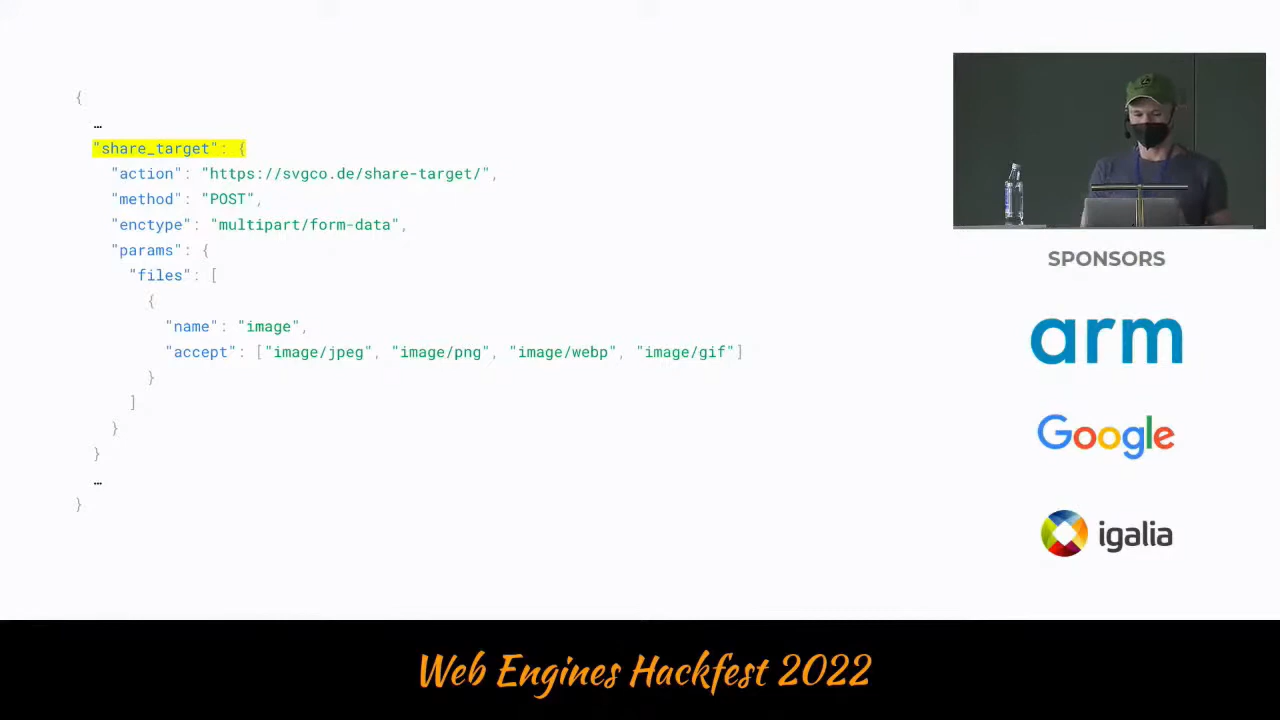 {
…
"share_target": {
"action": "https://svgco.de/share-target/",
"method": "POST",
"enctype": "multipart/form-data",
"params": {
"files": [
{
"name": "image",
"accept": ["image/jpeg", "image/png", "image/webp", "image/gif"]
}
]
}
}
…
}
SPONSORS
arm
Google
igalia
Web Engines Hackfest 2022